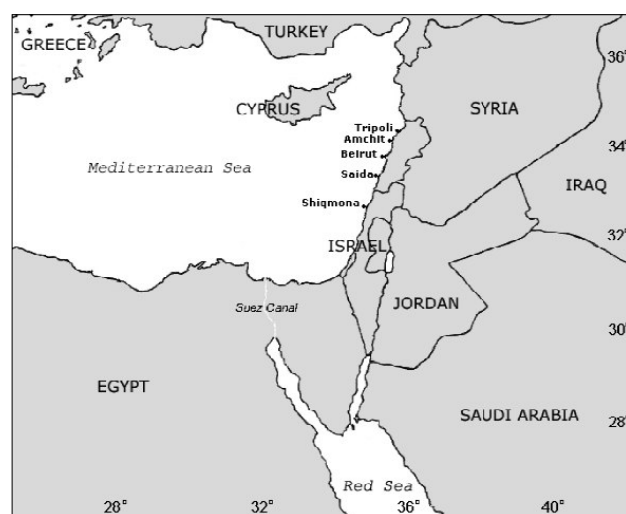 TURKEY
GREECE
36°
CYPRUS
SYRIA
Tripoli
Amchit
34°
Beirut
Mediterranean Sea
Saida
IRAQ
Shiqmona
32°
ISRAEL
Suez Canal
JORDAN
30°
EGYPT
SAUDI ARABIA
28°
Red Sea
28°
32°
36°
40°